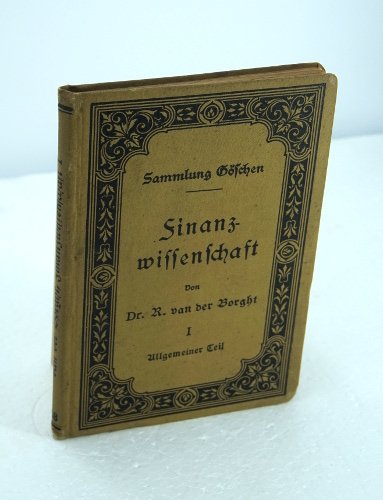 Sammlung Göschen
Finanz-
wissenschaft
Von
Dr. R. van der Borght
I
Allgemeiner Teil